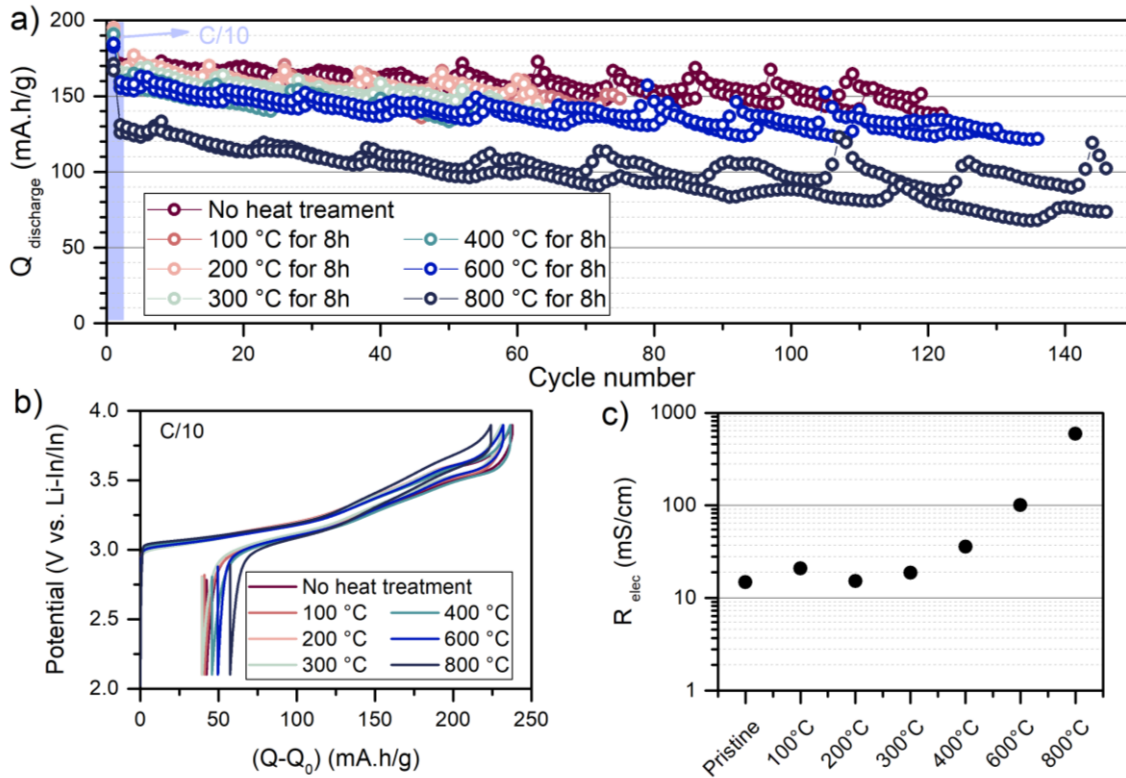 a)
200
150
100
50
0
Q discharge (mA.h/g)
C/10
No heat treament
100 °C for 8h
200 °C for 8h
300 °C for 8h
400 °C for 8h
600 °C for 8h
800 °C for 8h
0 20 40 60 80 100 120 140
Cycle number
b)
C/10
4.0
3.5
3.0
2.5
2.0
Potential (V vs. Li-In/In)
No heat treatment
100 °C
200 °C
300 °C
400 °C
600 °C
800 °C
0 50 100 150 200 250
(Q-Q₀) (mA.h/g)
c)
1000
100
10
1
R elec (mS/cm)
Pristine 100°C 200°C 300°C 400°C 600°C 800°C